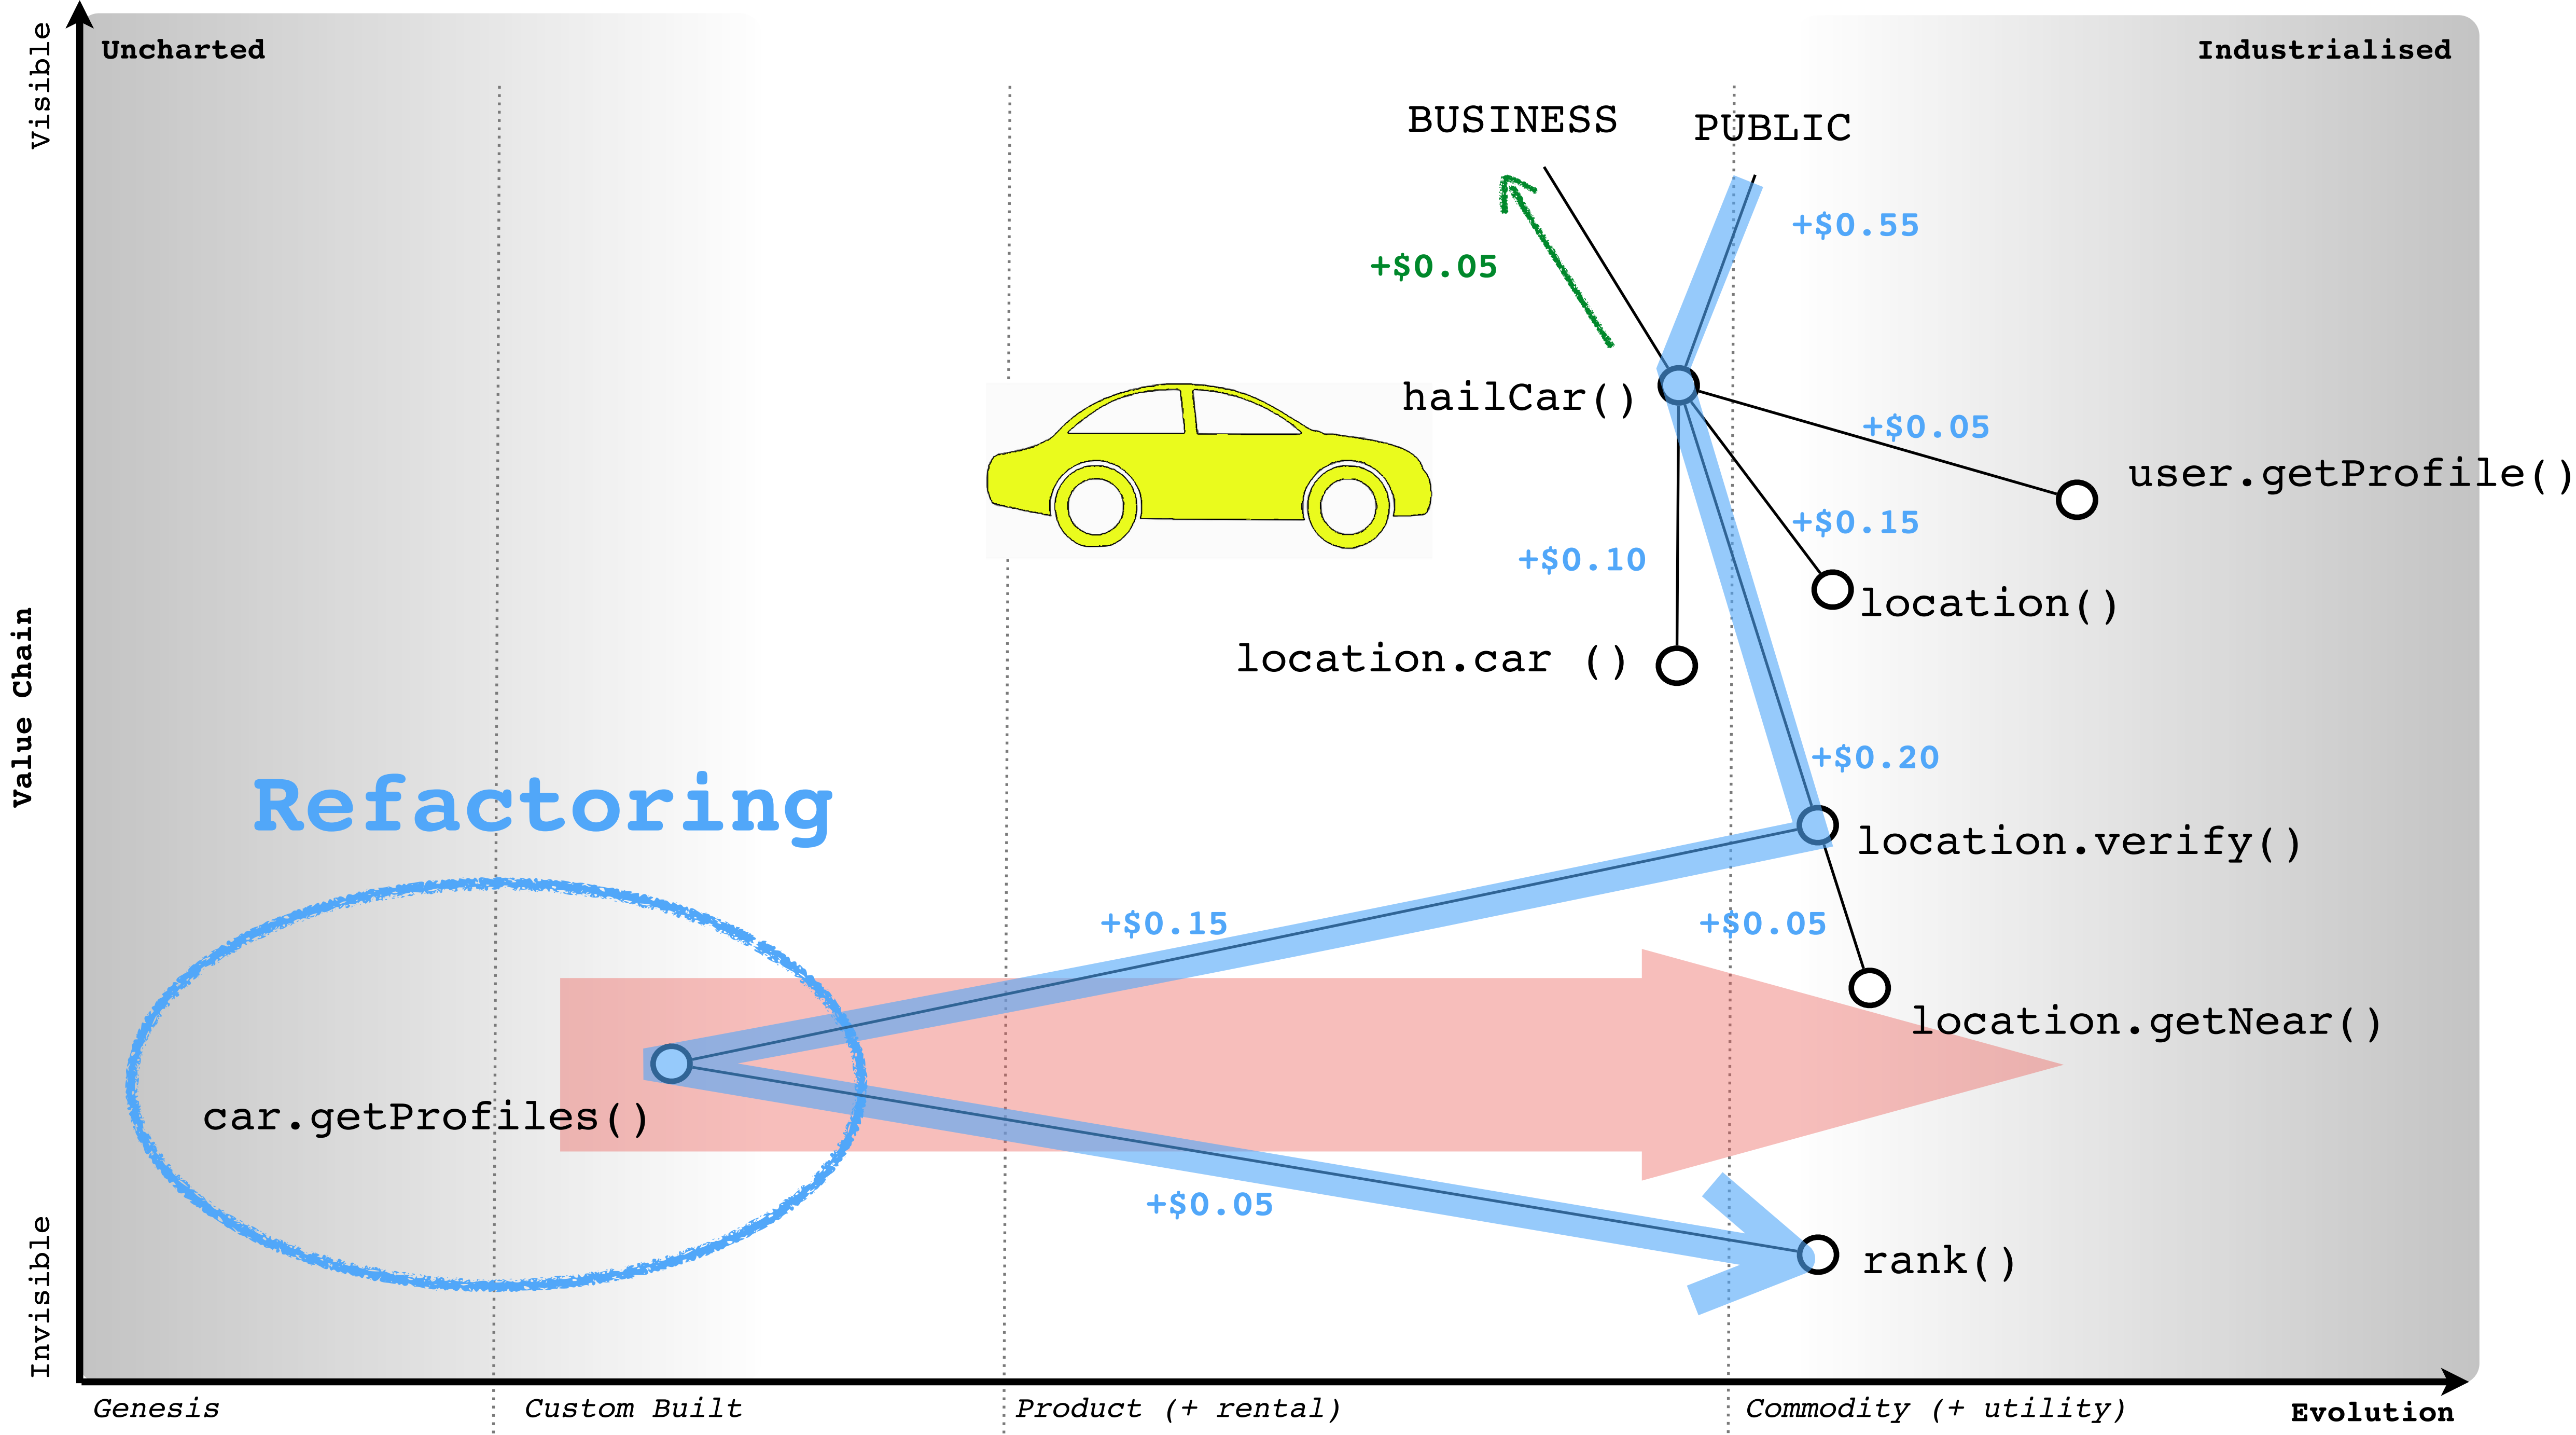 Visible
Uncharted
Industrialised
BUSINESS
PUBLIC
+$0.55
+$0.05
hailCar()
+$0.05
user.getProfile()
+$0.15
+$0.10
location()
location.car ()
Value Chain
+$0.20
Refactoring
location.verify()
+$0.15
+$0.05
location.getNear()
car.getProfiles()
+$0.05
rank()
Invisible
Genesis
Custom Built
Product (+ rental)
Commodity (+ utility)
Evolution